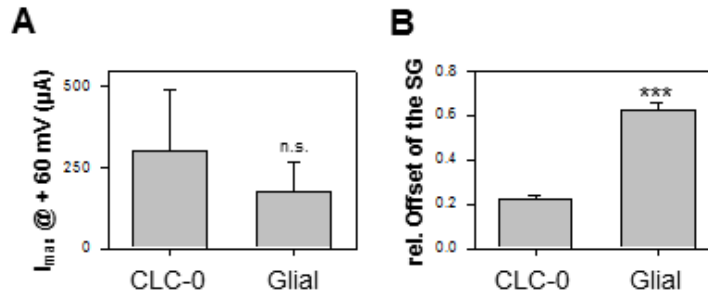 A
I_max @ + 60 mV (µA)
500
250
0
n.s.
CLC-0 Glial
B
rel. Offset of the SG
0.8
0.6
0.4
0.2
0.0
***
CLC-0 Glial